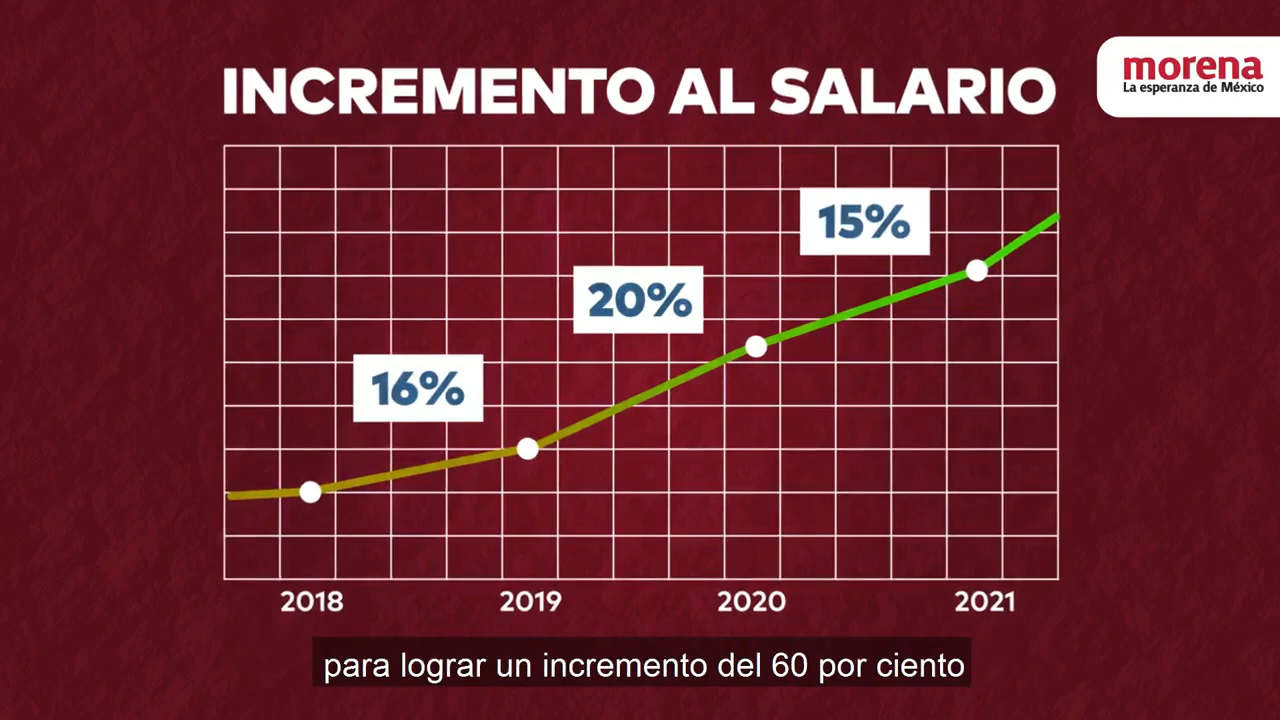 INCREMENTO AL SALARIO
morena
La esperanza de México
15%
20%
16%
2018 2019 2020 2021
para lograr un incremento del 60 por ciento